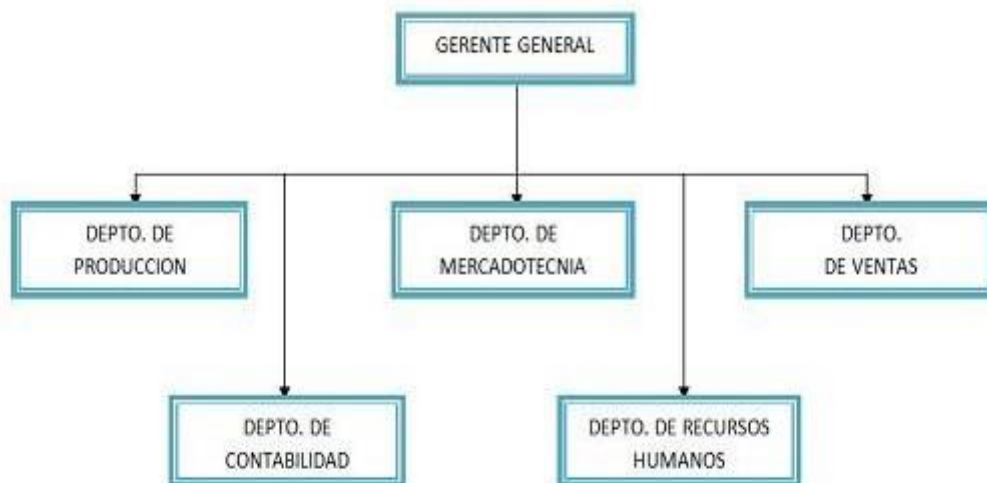 GERENTE GENERAL
DEPTO. DE
PRODUCCION
DEPTO. DE
MERCADOTECNIA
DEPTO.
DE VENTAS
DEPTO. DE
CONTABILIDAD
DEPTO. DE RECURSOS
HUMANOS